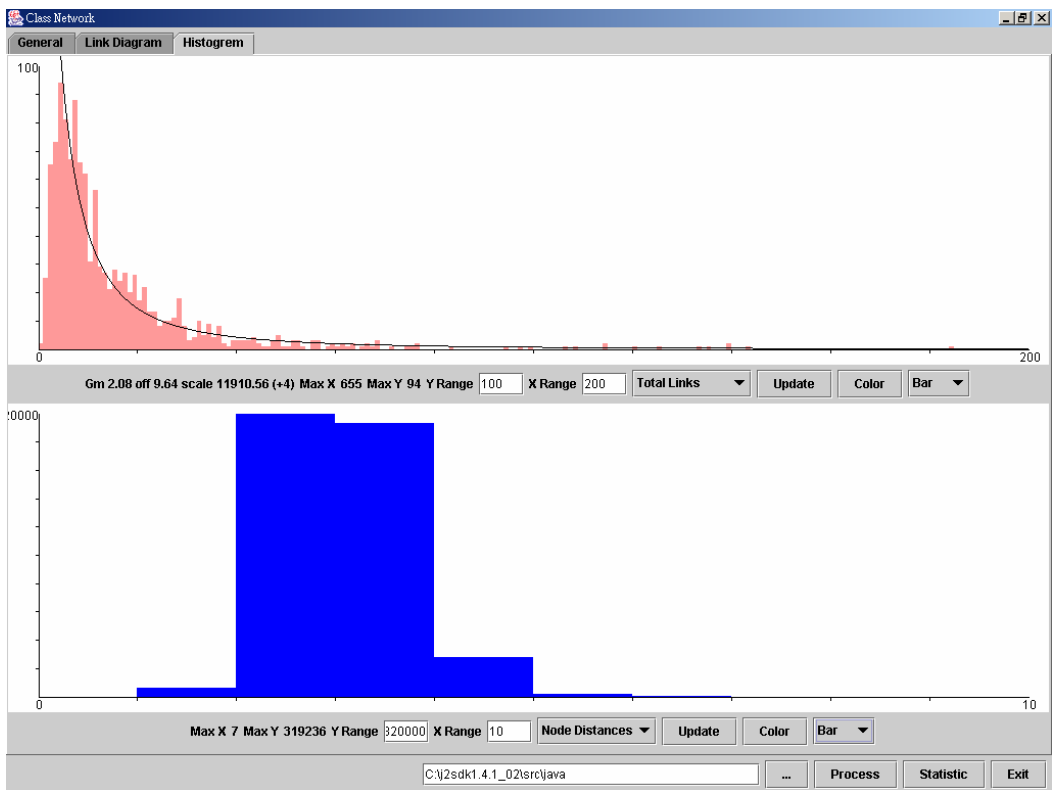 Class Network
General Link Diagram Histogrem
100
0 200
Gm 2.08 off 9.64 scale 11910.56 (+4) Max X 655 Max Y 94 Y Range 100 X Range 200 Total Links Update Color Bar
20000
0 10
Max X 7 Max Y 319236 Y Range 320000 X Range 10 Node Distances Update Color Bar
C:\j2sdk1.4.1_02\src\java ... Process Statistic Exit